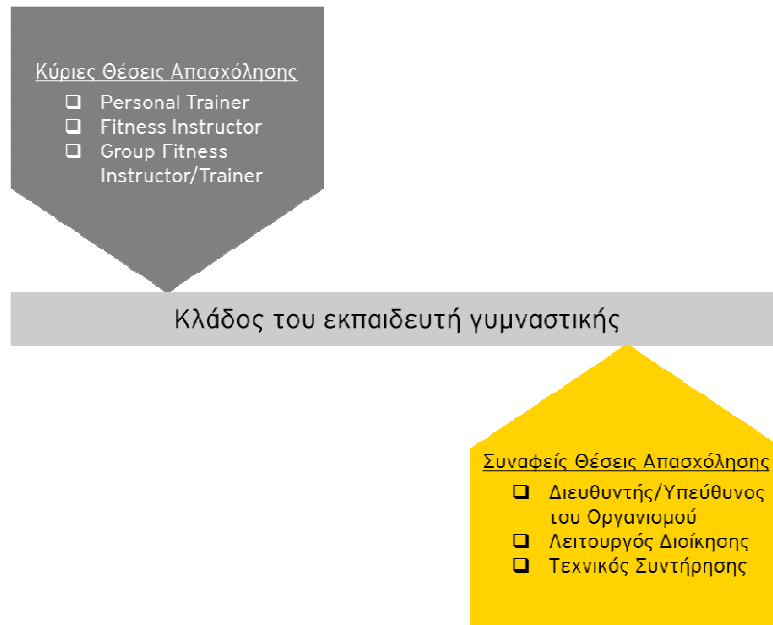 Κύριες Θέσεις Απασχόλησης
❑ Personal Trainer
❑ Fitness Instructor
❑ Group Fitness
Instructor/Trainer
Κλάδος του εκπαιδευτή γυμναστικής
Συναφείς Θέσεις Απασχόλησης
❑ Διευθυντής/Υπεύθυνος
του Οργανισμού
❑ Λειτουργός Διοίκησης
❑ Τεχνικός Συντήρησης